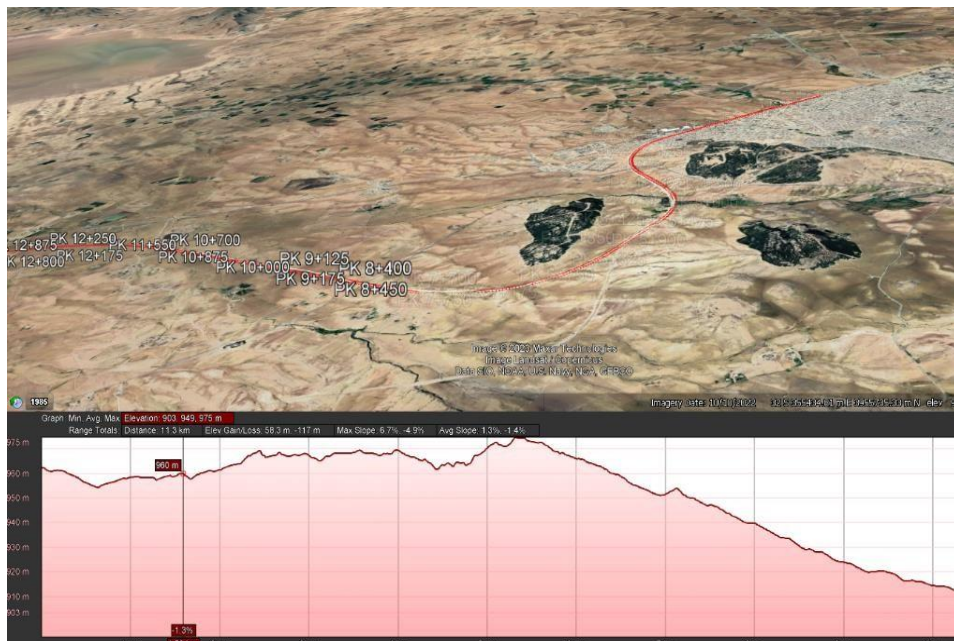 PK 12+875
PK 12+250
PK 11+550
PK 10+700
PK 12+800
PK 12+175
PK 10+875
PK 10+000
PK 9+125
PK 9+175
PK 8+400
PK 8+450
Image © 2023 Maxar Technologies
Image Landsat / Copernicus
Data SIO, NOAA, U.S. Navy, NGA, GEBCO
1985
Imagery Date: 10/10/2022
Graph: Min, Avg, Max Elevation: 903, 949, 975 m
Range Totals: Distance: 11.3 km Elev Gain/Loss: 58.3 m, -117 m Max Slope: 6.7%, -4.9% Avg Slope: 1.3%, -1.4%
975 m
960 m
960 m
950 m
940 m
930 m
920 m
910 m
903 m
-1.3%